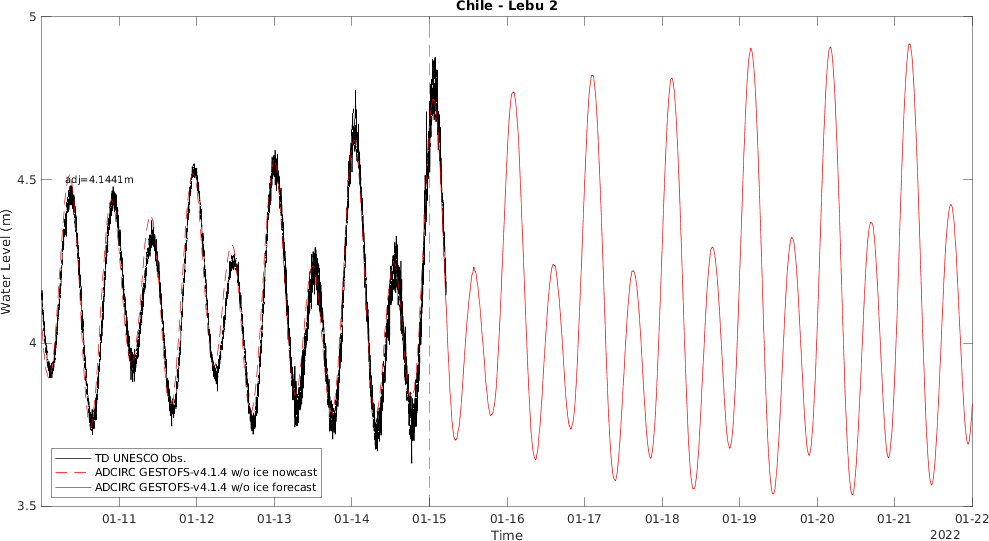 Chile - Lebu 2
5
4.5
4
3.5
Water Level (m)
adj=4.1441m
TD UNESCO Obs.
ADCIRC GESTOFS-v4.1.4 w/o ice nowcast
ADCIRC GESTOFS-v4.1.4 w/o ice forecast
01-11 01-12 01-13 01-14 01-15 01-16 01-17 01-18 01-19 01-20 01-21 01-22
Time
2022